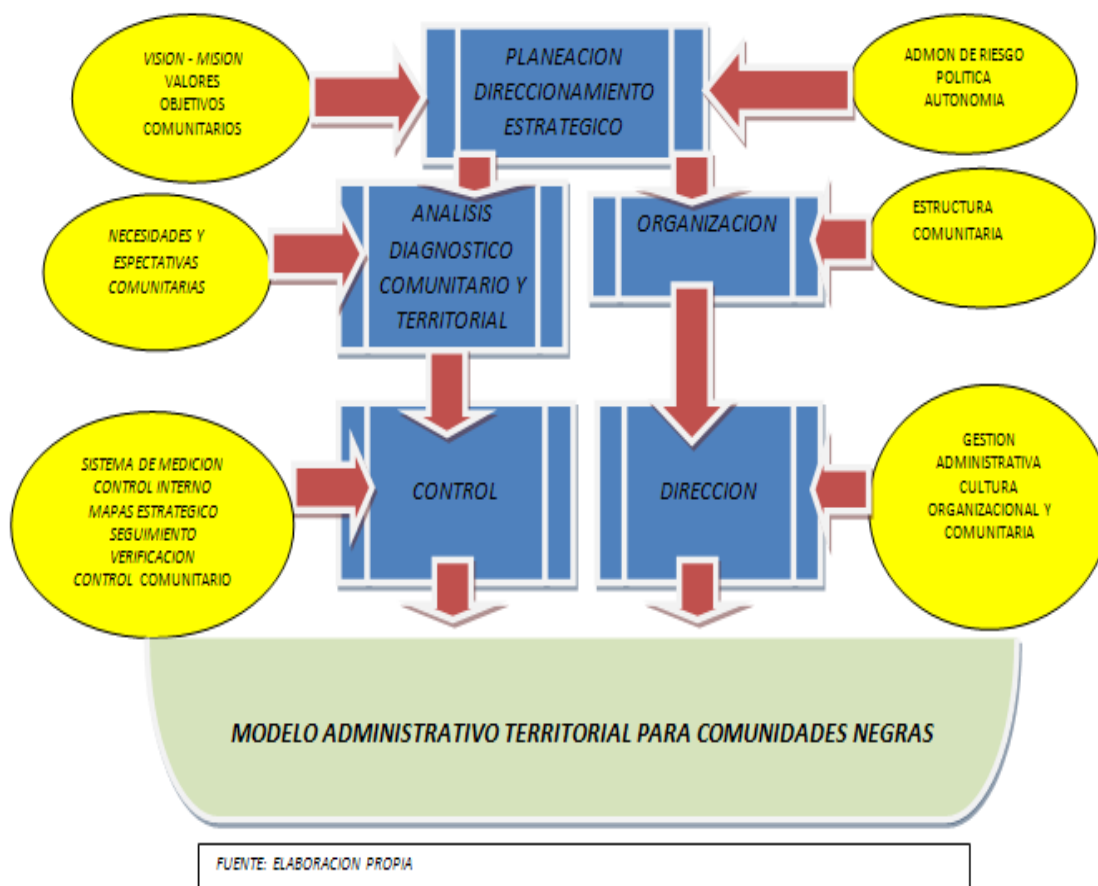 VISION - MISION
VALORES
OBJETIVOS
COMUNITARIOS
PLANEACION
DIRECCIONAMIENTO
ESTRATEGICO
ADMON DE RIESGO
POLITICA
AUTONOMIA
NECESIDADES Y
ESPECTATIVAS
COMUNITARIAS
ANALISIS
DIAGNOSTICO
COMUNITARIO Y
TERRITORIAL
ORGANIZACION
ESTRUCTURA
COMUNITARIA
SISTEMA DE MEDICION
CONTROL INTERNO
MAPAS ESTRATEGICO
SEGUIMIENTO
VERIFICACION
CONTROL COMUNITARIO
CONTROL
DIRECCION
GESTION
ADMINISTRATIVA
CULTURA
ORGANIZACIONAL Y
COMUNITARIA
MODELO ADMINISTRATIVO TERRITORIAL PARA COMUNIDADES NEGRAS
FUENTE: ELABORACION PROPIA